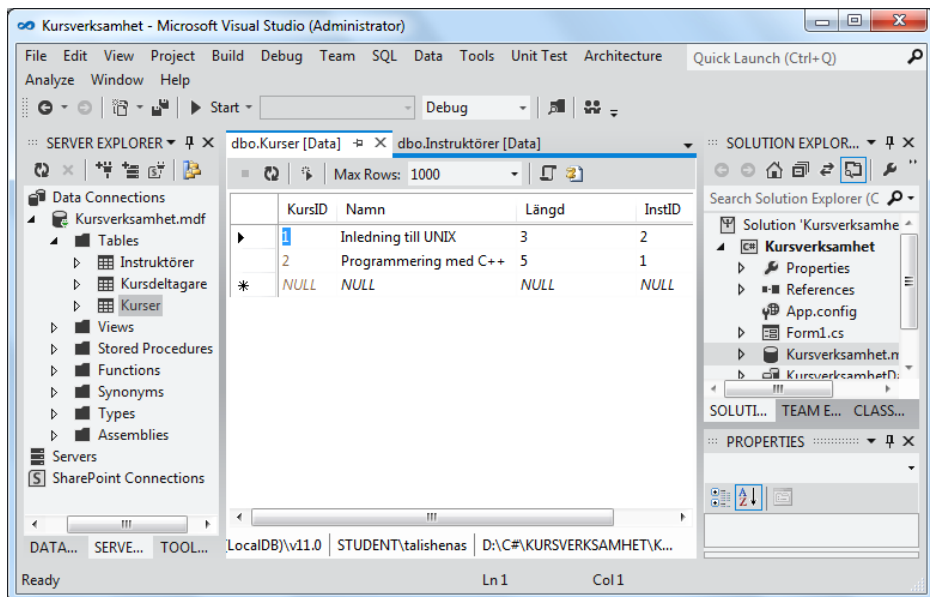 Kursverksamhet - Microsoft Visual Studio (Administrator)
File Edit View Project Build Debug Team SQL Data Tools Unit Test Architecture Quick Launch (Ctrl+Q)
Analyze Window Help
Start Debug
SERVER EXPLORER
Data Connections
Kursverksamhet.mdf
Tables
Instruktörer
Kursdeltagare
Kurser
Views
Stored Procedures
Functions
Synonyms
Types
Assemblies
Servers
SharePoint Connections
DATA... SERVE... TOOL...
dbo.Kurser [Data] dbo.Instruktörer [Data]
Max Rows: 1000
KursID Namn Längd InstID
1 Inledning till UNIX 3 2
2 Programmering med C++ 5 1
NULL NULL NULL NULL
(LocalDB)\v11.0 STUDENT\talishenas D:\C#\KURSVERKSAMHET\K...
SOLUTION EXPLOR...
Search Solution Explorer (C
Solution 'Kursverksamhe
Kursverksamhet
Properties
References
App.config
Form1.cs
Kursverksamhet.m
KursverksamhetDa
SOLUTI... TEAM E... CLASS...
PROPERTIES
Ready Ln 1 Col 1